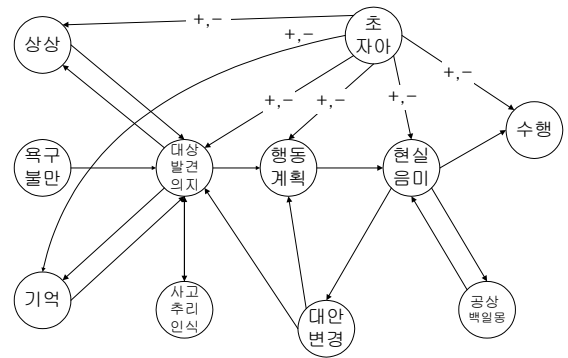 초
자아
+,−
+,−
상상
+,−
+,−
+,−
+,−
수행
욕구
불만
대상
발견
의지
행동
계획
현실
음미
기억
사고
추리
인식
대안
변경
공상
백일몽